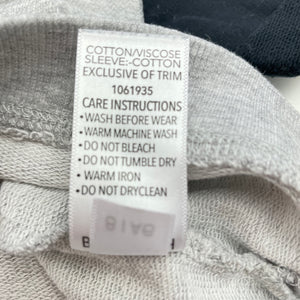 COTTON/VISCOSE
SLEEVE:-COTTON
EXCLUSIVE OF TRIM
1061935
CARE INSTRUCTIONS
•WASH BEFORE WEAR
•WARM MACHINE WASH
•DO NOT BLEACH
•DO NOT TUMBLE DRY
•WARM IRON
•DO NOT DRYCLEAN